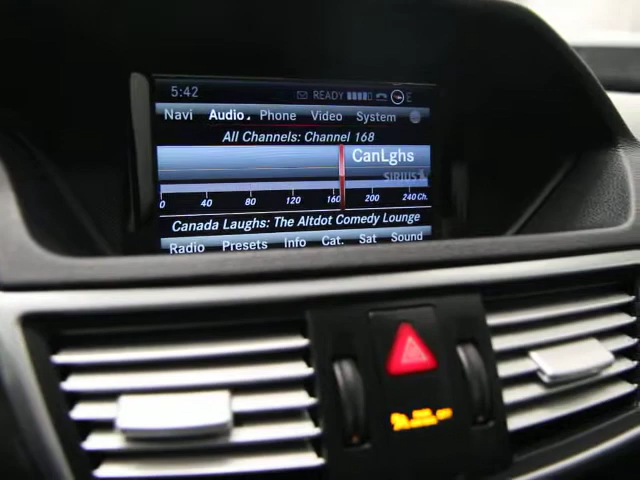 5:42 READY E
Navi Audio Phone Video System
All Channels: Channel 168
CanLghs
SIRIUS
0 40 80 120 160 200 240 Ch.
Canada Laughs: The Altdot Comedy Lounge
Radio Presets Info Cat. Sat Sound